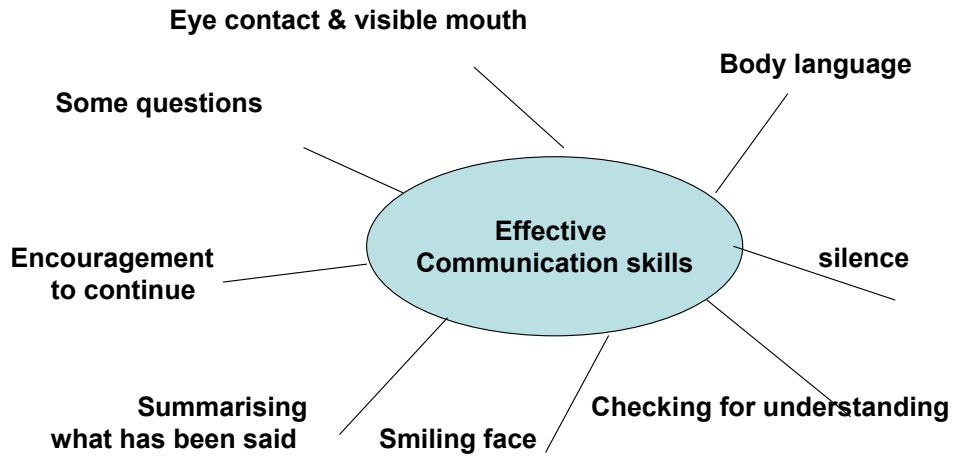 Eye contact & visible mouth
Body language
Some questions
Effective
Communication skills
silence
Encouragement
to continue
Summarising
what has been said
Smiling face
Checking for understanding